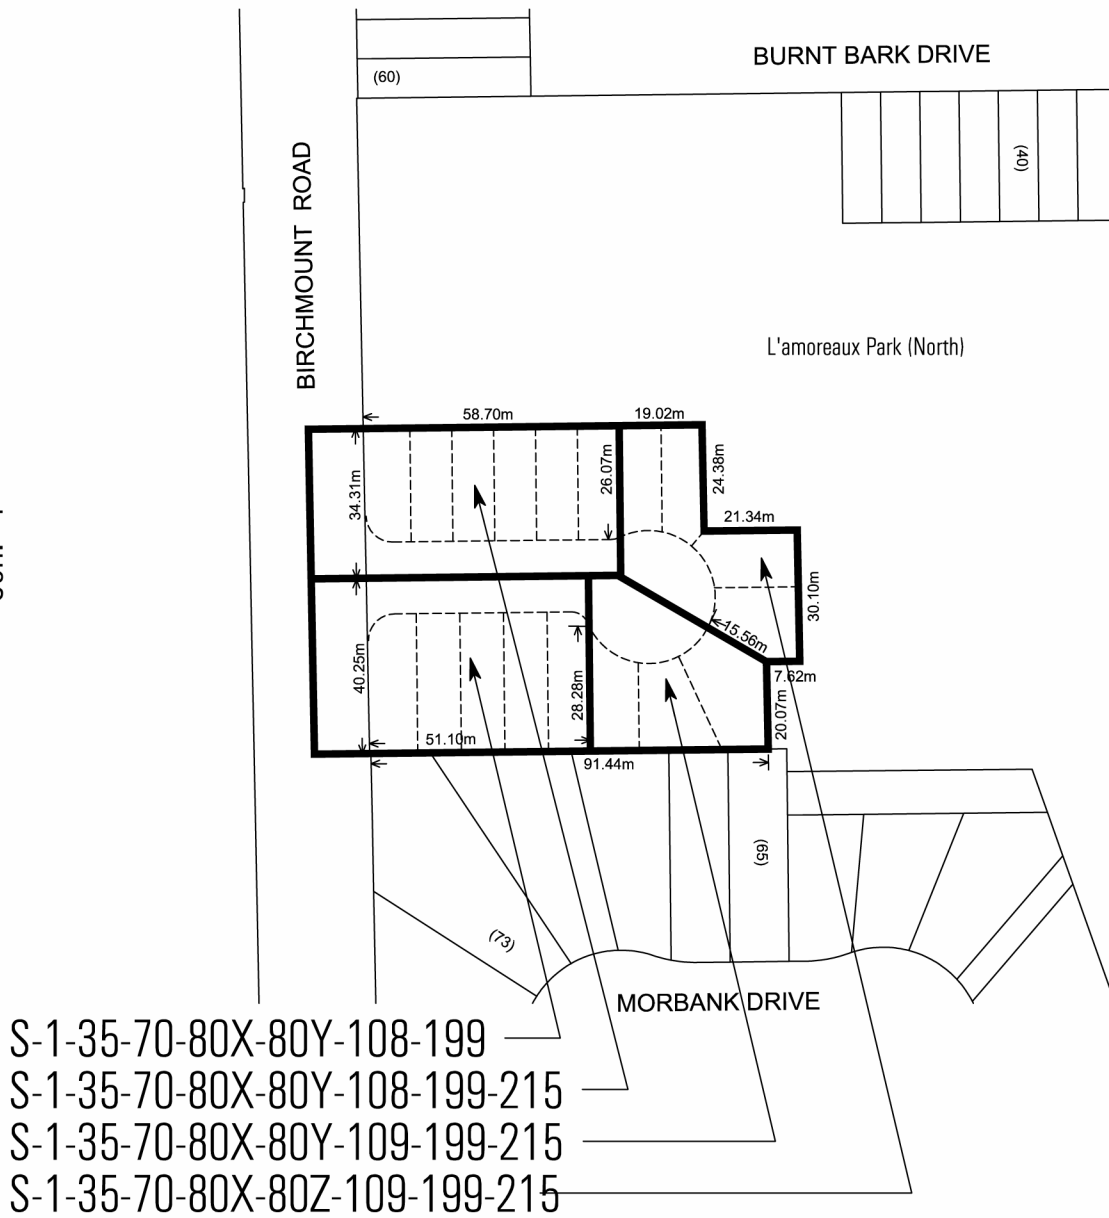 BURNT BARK DRIVE
(60)
(40)
BIRCHMOUNT ROAD
L'amoreaux Park (North)
58.70m
19.02m
34.31m
26.07m
24.38m
21.34m
30.10m
15.56m
7.62m
40.25m
28.28m
20.07m
51.10m
91.44m
(65)
(73)
MORBANK DRIVE
S-1-35-70-80X-80Y-108-199
S-1-35-70-80X-80Y-108-199-215
S-1-35-70-80X-80Y-109-199-215
S-1-35-70-80X-80Z-109-199-215